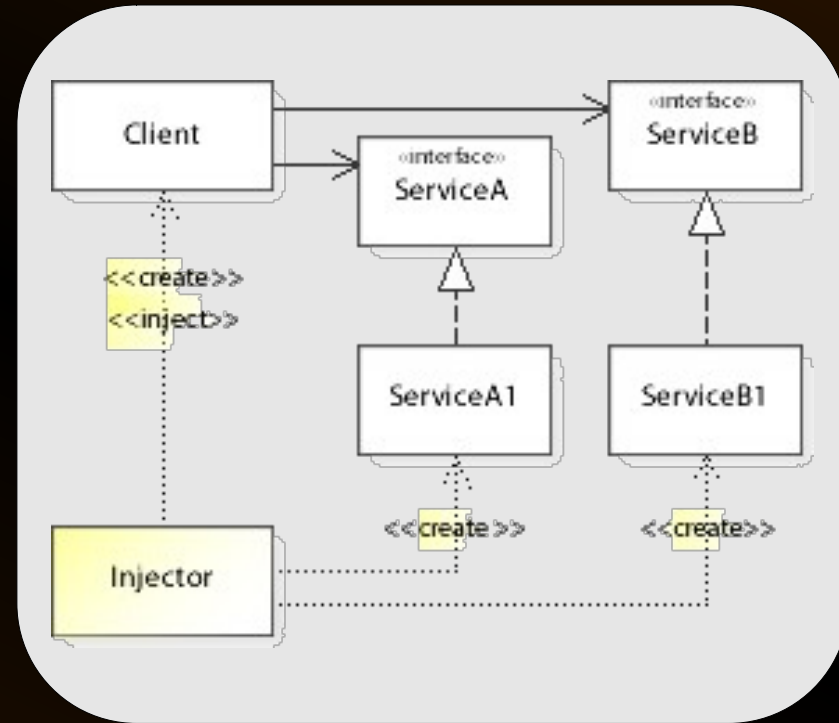 Client
«interface»
ServiceB
«interface»
ServiceA
<<create>>
<<inject>>
ServiceA1
ServiceB1
<<create>>
<<create>>
Injector